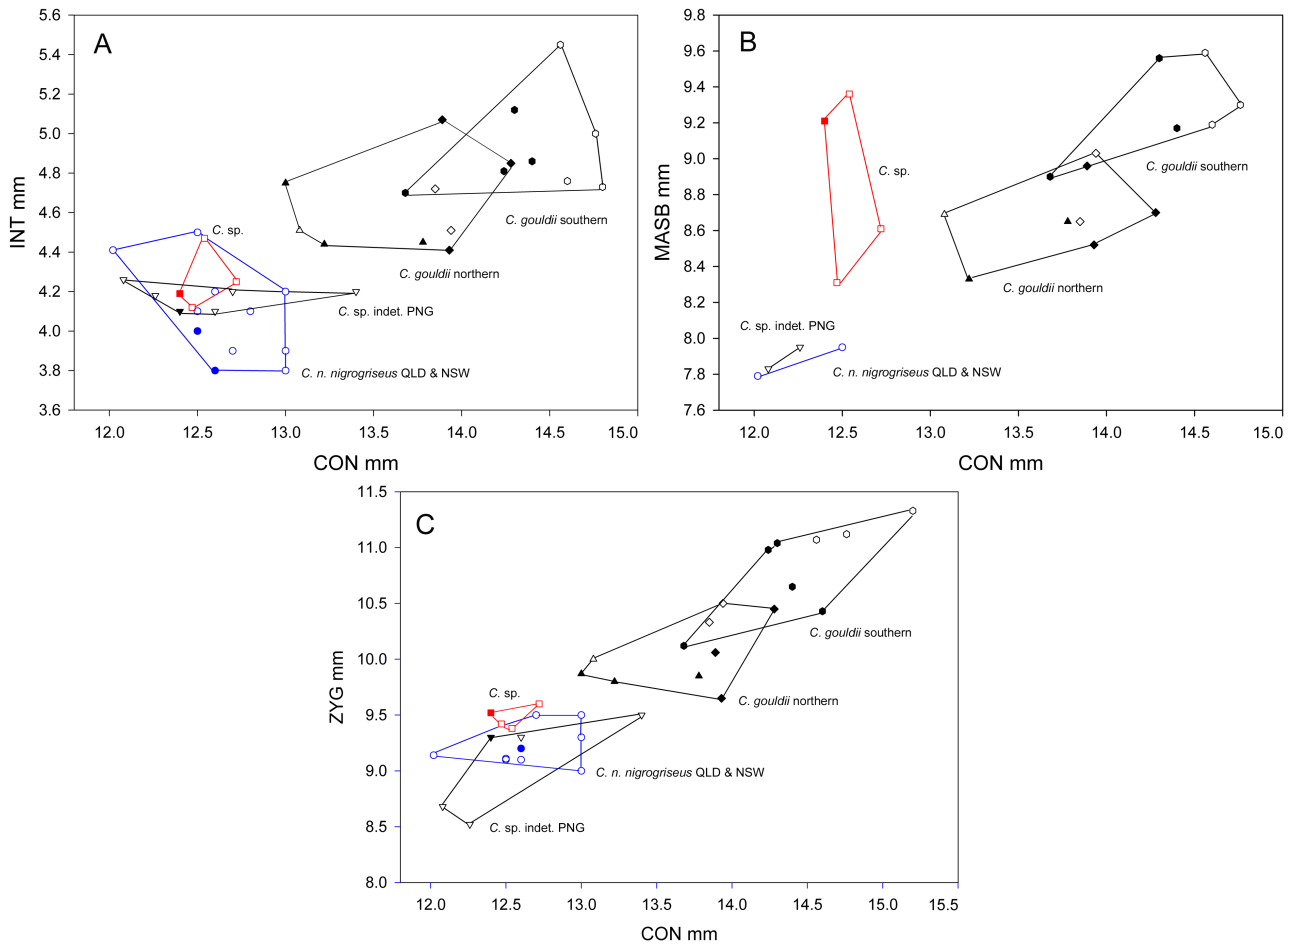 A
5.6
5.4
5.2
5.0
4.8
4.6
4.4
4.2
4.0
3.8
3.6
INT mm
C. gouldii southern
C. sp.
C. gouldii northern
C. sp. indet. PNG
C. n. nigrogriseus QLD & NSW
12.0 12.5 13.0 13.5 14.0 14.5 15.0
CON mm
B
9.8
9.6
9.4
9.2
9.0
8.8
8.6
8.4
8.2
8.0
7.8
7.6
MASB mm
C. gouldii southern
C. sp.
C. gouldii northern
C. sp. indet. PNG
C. n. nigrogriseus QLD & NSW
12.0 12.5 13.0 13.5 14.0 14.5 15.0
CON mm
C
11.5
11.0
10.5
10.0
9.5
9.0
8.5
8.0
ZYG mm
C. gouldii southern
C. sp.
C. gouldii northern
C. n. nigrogriseus QLD & NSW
C. sp. indet. PNG
12.0 12.5 13.0 13.5 14.0 14.5 15.0 15.5
CON mm